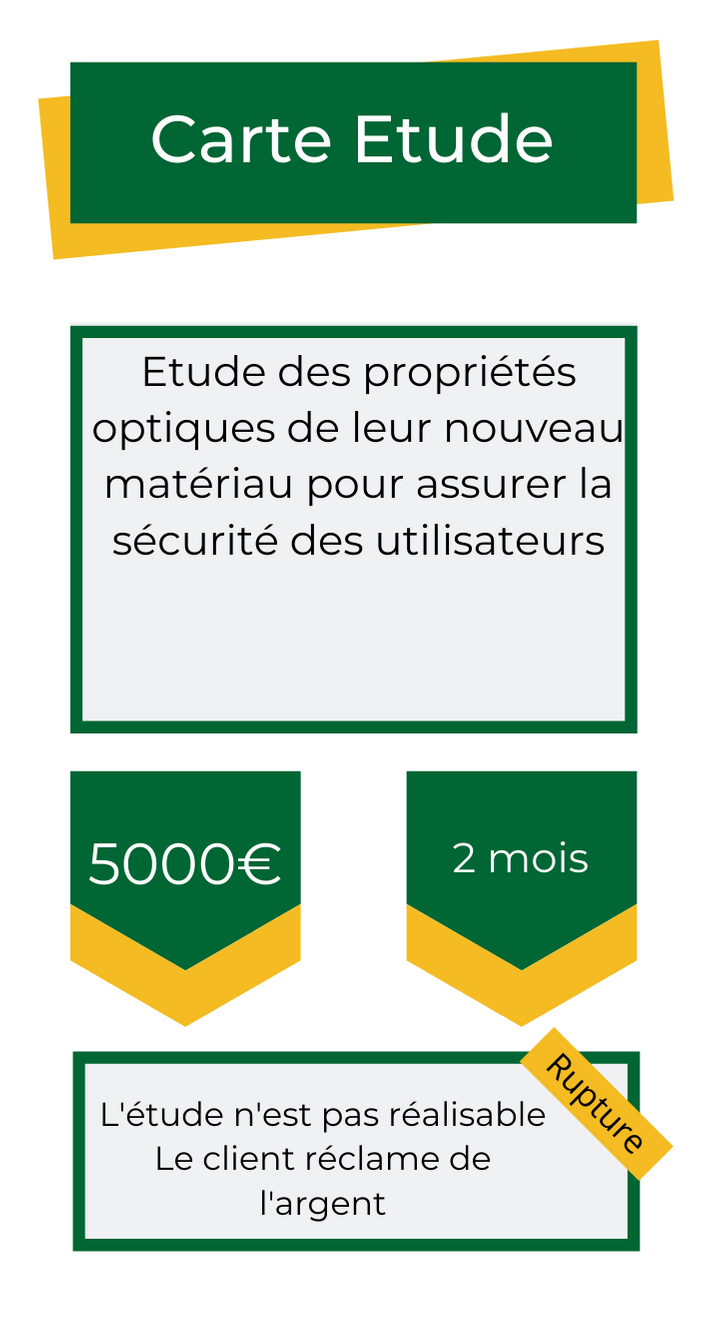 Carte Etude
Etude des propriétés
optiques de leur nouveau
matériau pour assurer la
sécurité des utilisateurs
5000€
2 mois
Rupture
L'étude n'est pas réalisable
Le client réclame de
l'argent